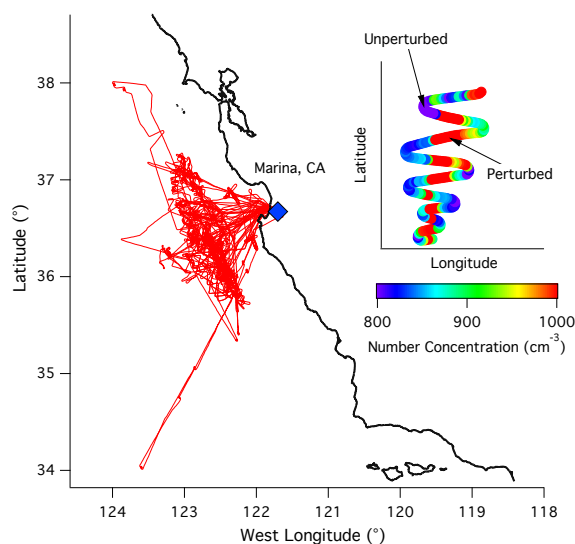 Unperturbed
38
Latitude
Marina, CA
Perturbed
37
Longitude
Latitude (°)
36
800
900
1000
Number Concentration (cm⁻³)
35
34
124
123
122
121
120
119
118
West Longitude (°)